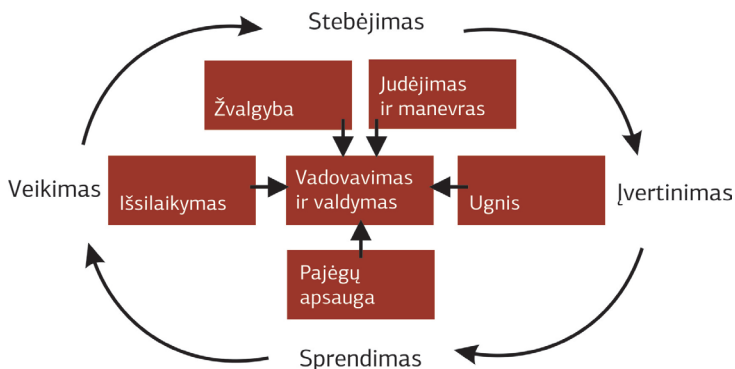 Stebėjimas
Žvalgyba
Judėjimas
ir manevras
Veikimas
Išsilaikymas
Vadovavimas
ir valdymas
Ugnis
Įvertinimas
Pajėgų
apsauga
Sprendimas